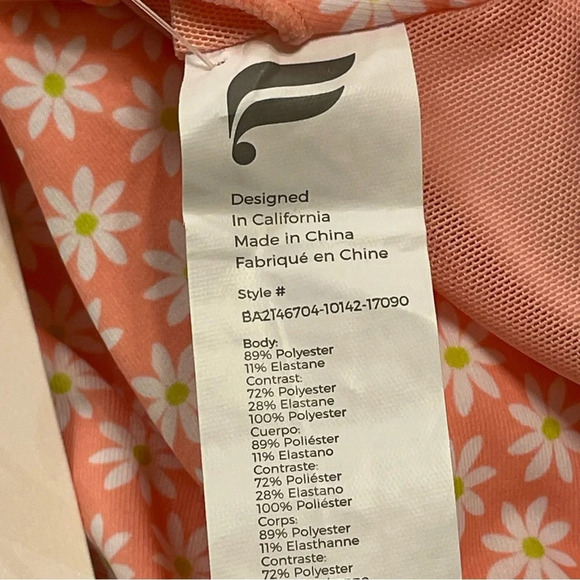 Designed
In California
Made in China
Fabriqué en Chine
Style #
BA2146704-10142-17090
Body:
89% Polyester
11% Elastane
Contrast:
72% Polyester
28% Elastane
100% Polyester
Cuerpo:
89% Poliéster
11% Elastano
Contraste:
72% Poliéster
28% Elastano
100% Poliéster
Corps:
89% Polyester
11% Elasthanne
Contraste:
72% Polyester